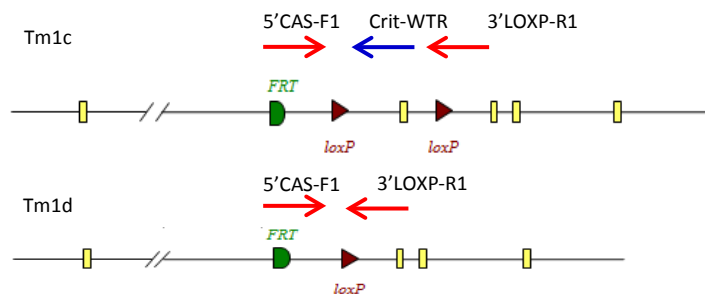 5'CAS-F1 Crit-WTR 3'LOXP-R1
Tm1c
FRT
loxP loxP
5'CAS-F1 3'LOXP-R1
Tm1d
FRT
loxP